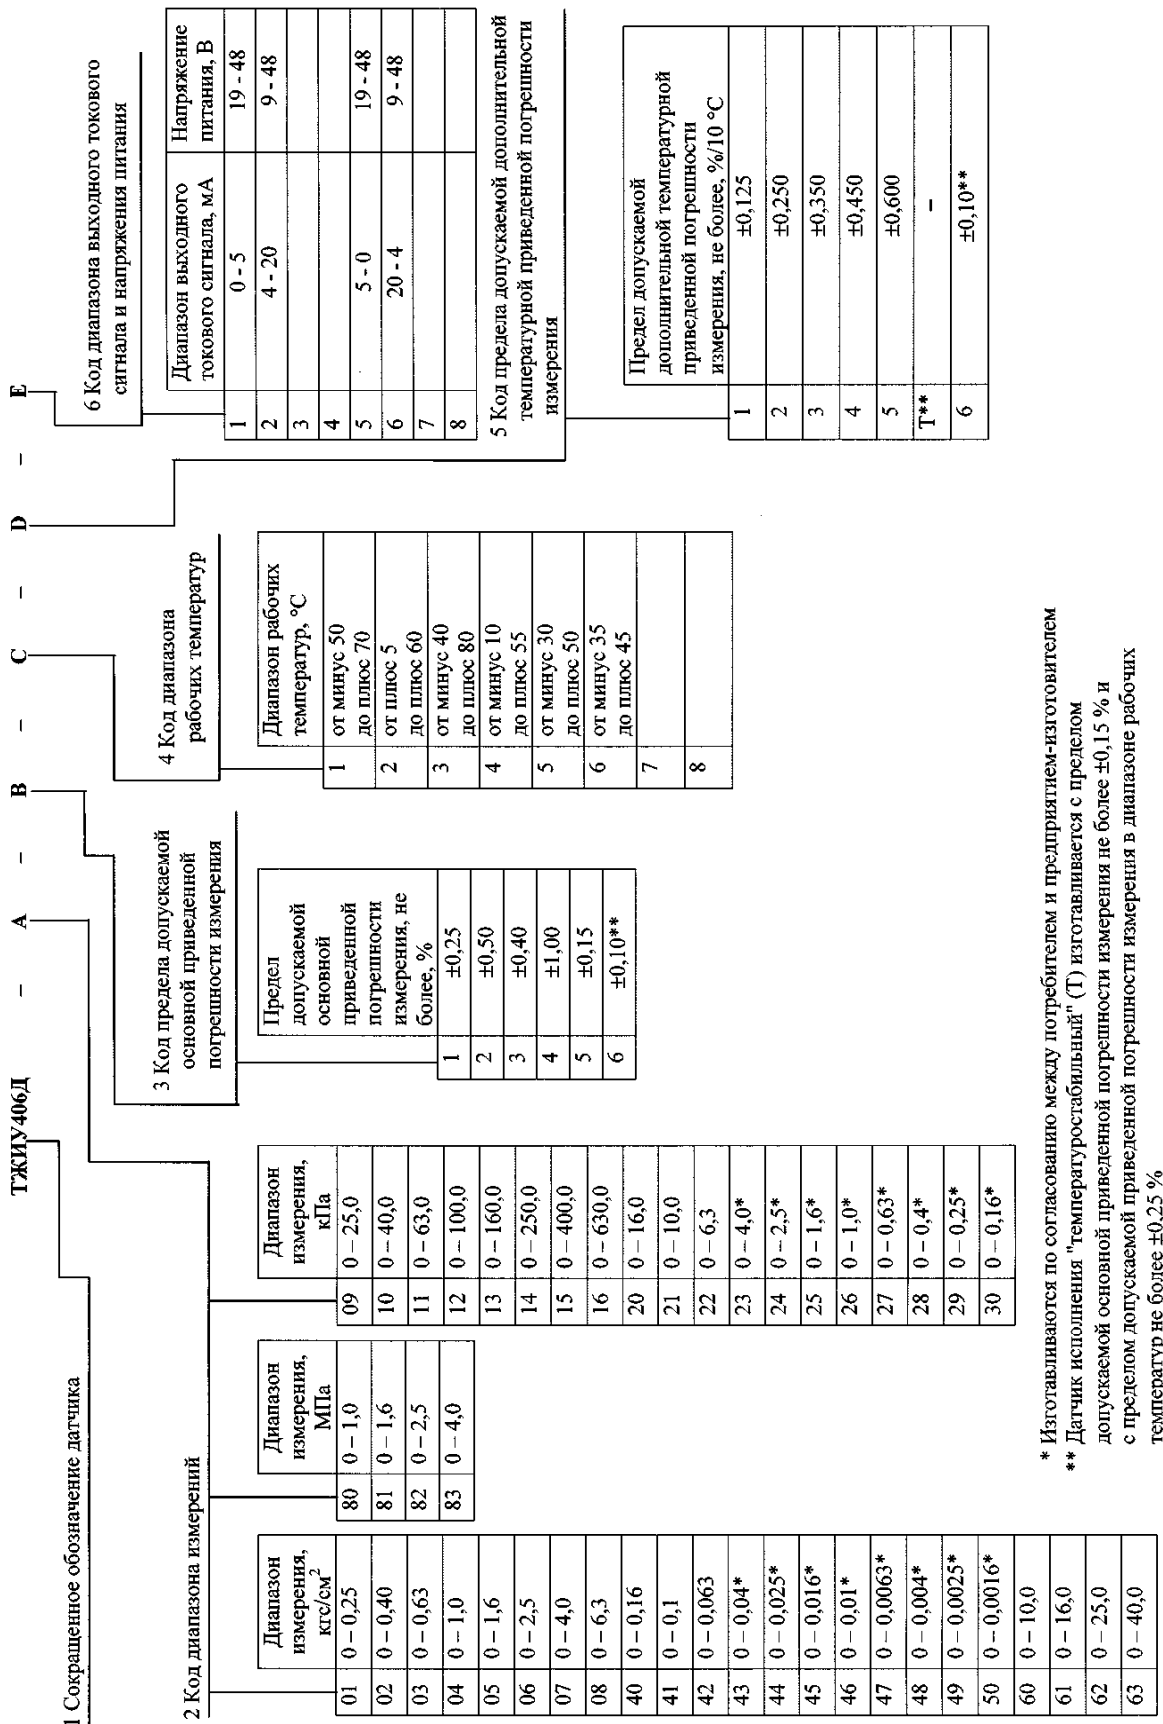 ТЖИУ406Д – A – B – C – D – E
1 Сокращенное обозначение датчика
2 Код диапазона измерений
Диапазон
измерения,
кгс/см2
01 0 – 0,25
02 0 – 0,40
03 0 – 0,63
04 0 – 1,0
05 0 – 1,6
06 0 – 2,5
07 0 – 4,0
08 0 – 6,3
40 0 – 0,16
41 0 – 0,1
42 0 – 0,063
43 0 – 0,04*
44 0 – 0,025*
45 0 – 0,016*
46 0 – 0,01*
47 0 – 0,0063*
48 0 – 0,004*
49 0 – 0,0025*
50 0 – 0,0016*
60 0 – 10,0
61 0 – 16,0
62 0 – 25,0
63 0 – 40,0
Диапазон
измерения,
МПа
80 0 – 1,0
81 0 – 1,6
82 0 – 2,5
83 0 – 4,0
Диапазон
измерения,
кПа
09 0 – 25,0
10 0 – 40,0
11 0 – 63,0
12 0 – 100,0
13 0 – 160,0
14 0 – 250,0
15 0 – 400,0
16 0 – 630,0
20 0 – 16,0
21 0 – 10,0
22 0 – 6,3
23 0 – 4,0*
24 0 – 2,5*
25 0 – 1,6*
26 0 – 1,0*
27 0 – 0,63*
28 0 – 0,4*
29 0 – 0,25*
30 0 – 0,16*
3 Код предела допускаемой
основной приведенной
погрешности измерения
Предел
допускаемой
основной
приведенной
погрешности
измерения, не
более, %
1 ±0,25
2 ±0,50
3 ±0,40
4 ±1,00
5 ±0,15
6 ±0,10**
4 Код диапазона
рабочих температур
Диапазон рабочих
температур, °С
1 от минус 50
до плюс 70
2 от плюс 5
до плюс 60
3 от минус 40
до плюс 80
4 от минус 10
до плюс 55
5 от минус 30
до плюс 50
6 от минус 35
до плюс 45
7
8
6 Код диапазона выходного токового
сигнала и напряжения питания
Диапазон выходного Напряжение
токового сигнала, мА питания, В
1 0 - 5 19 - 48
2 4 - 20 9 - 48
3
4
5 5 - 0 19 - 48
6 20 - 4 9 - 48
7
8
5 Код предела допускаемой дополнительной
температурной приведенной погрешности
измерения
Предел допускаемой
дополнительной температурной
приведенной погрешности
измерения, не более, %/10 °С
1 ±0,125
2 ±0,250
3 ±0,350
4 ±0,450
5 ±0,600
Т** –
6 ±0,10**
* Изготавливаются по согласованию между потребителем и предприятием-изготовителем
** Датчик исполнения "температуростабильный" (Т) изготавливается с пределом
допускаемой основной приведенной погрешности измерения не более ±0,15 % и
с пределом допускаемой приведенной погрешности измерения в диапазоне рабочих
температур не более ±0,25 %